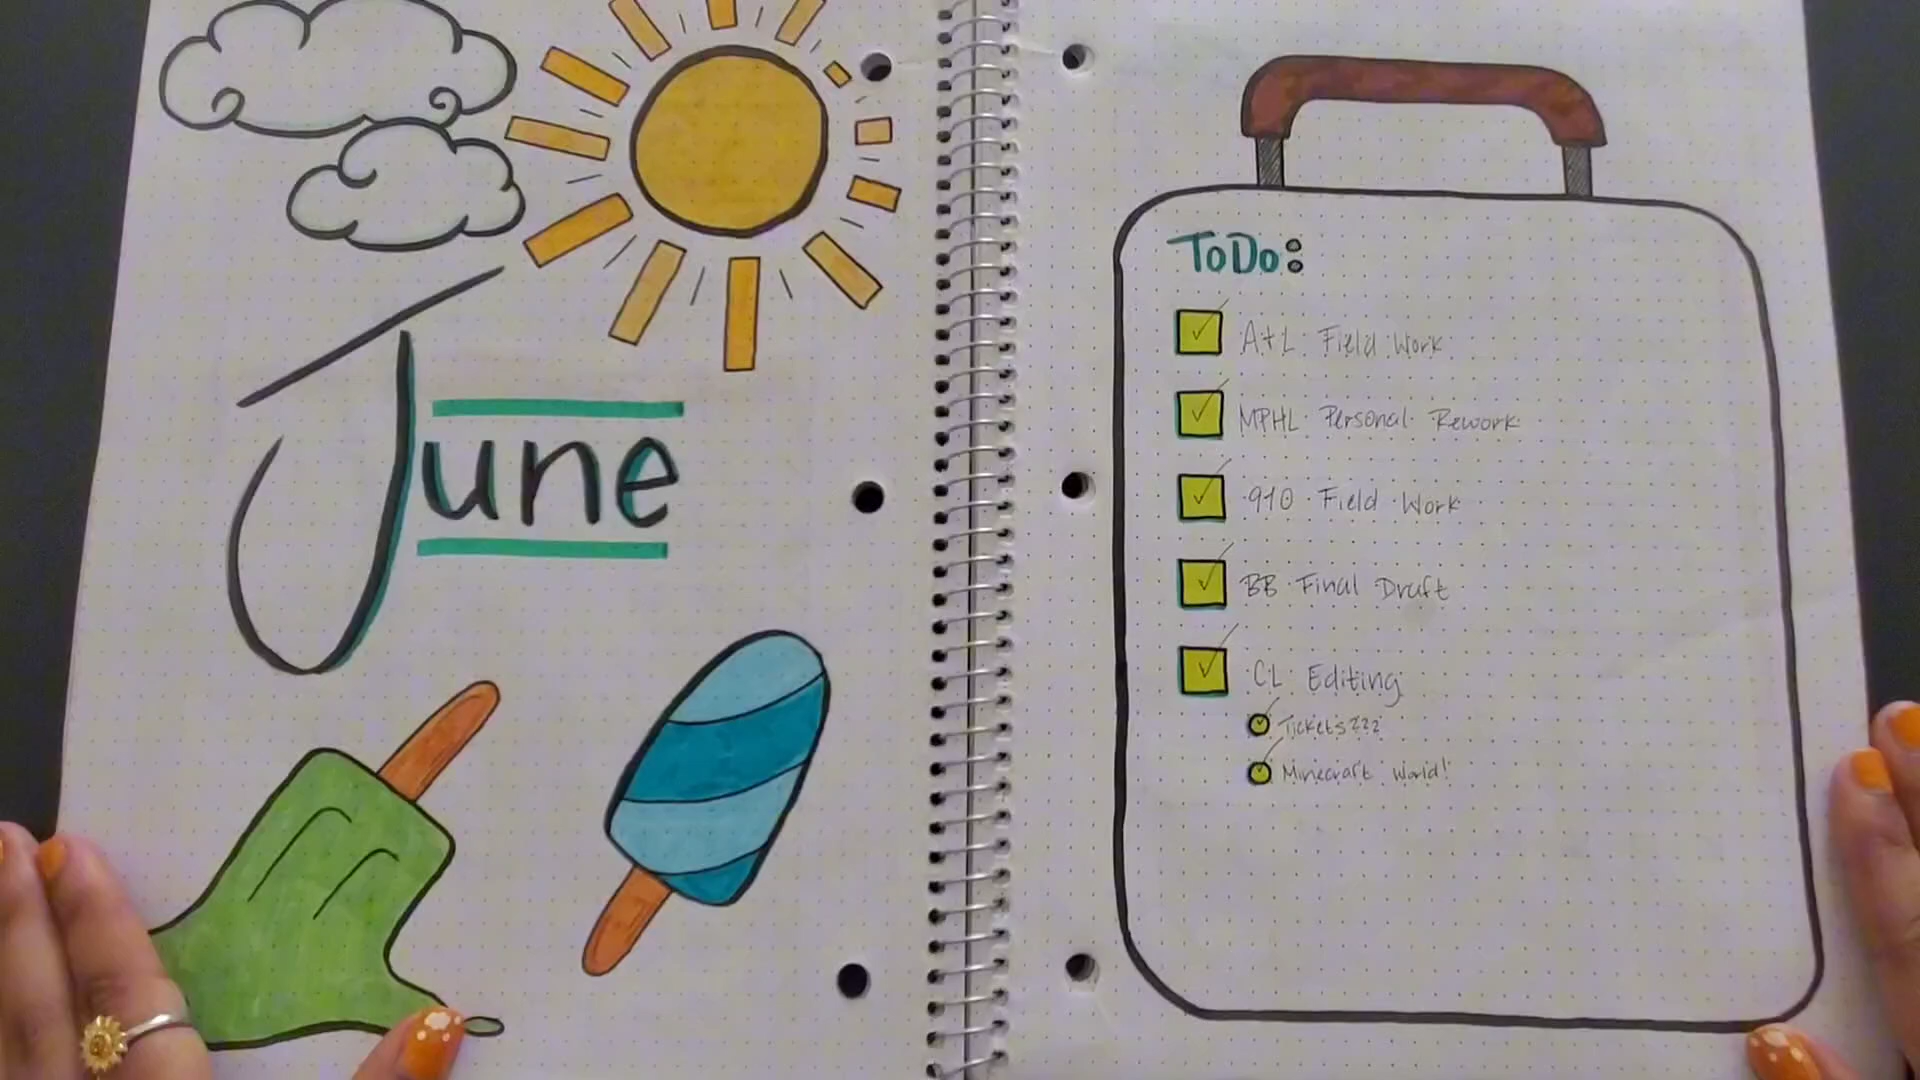 June
ToDo:
A+L Field Work
MPHL Personal Rework
910 Field Work
BB Final Draft
CL Editing
Tickets???
Minecraft World!